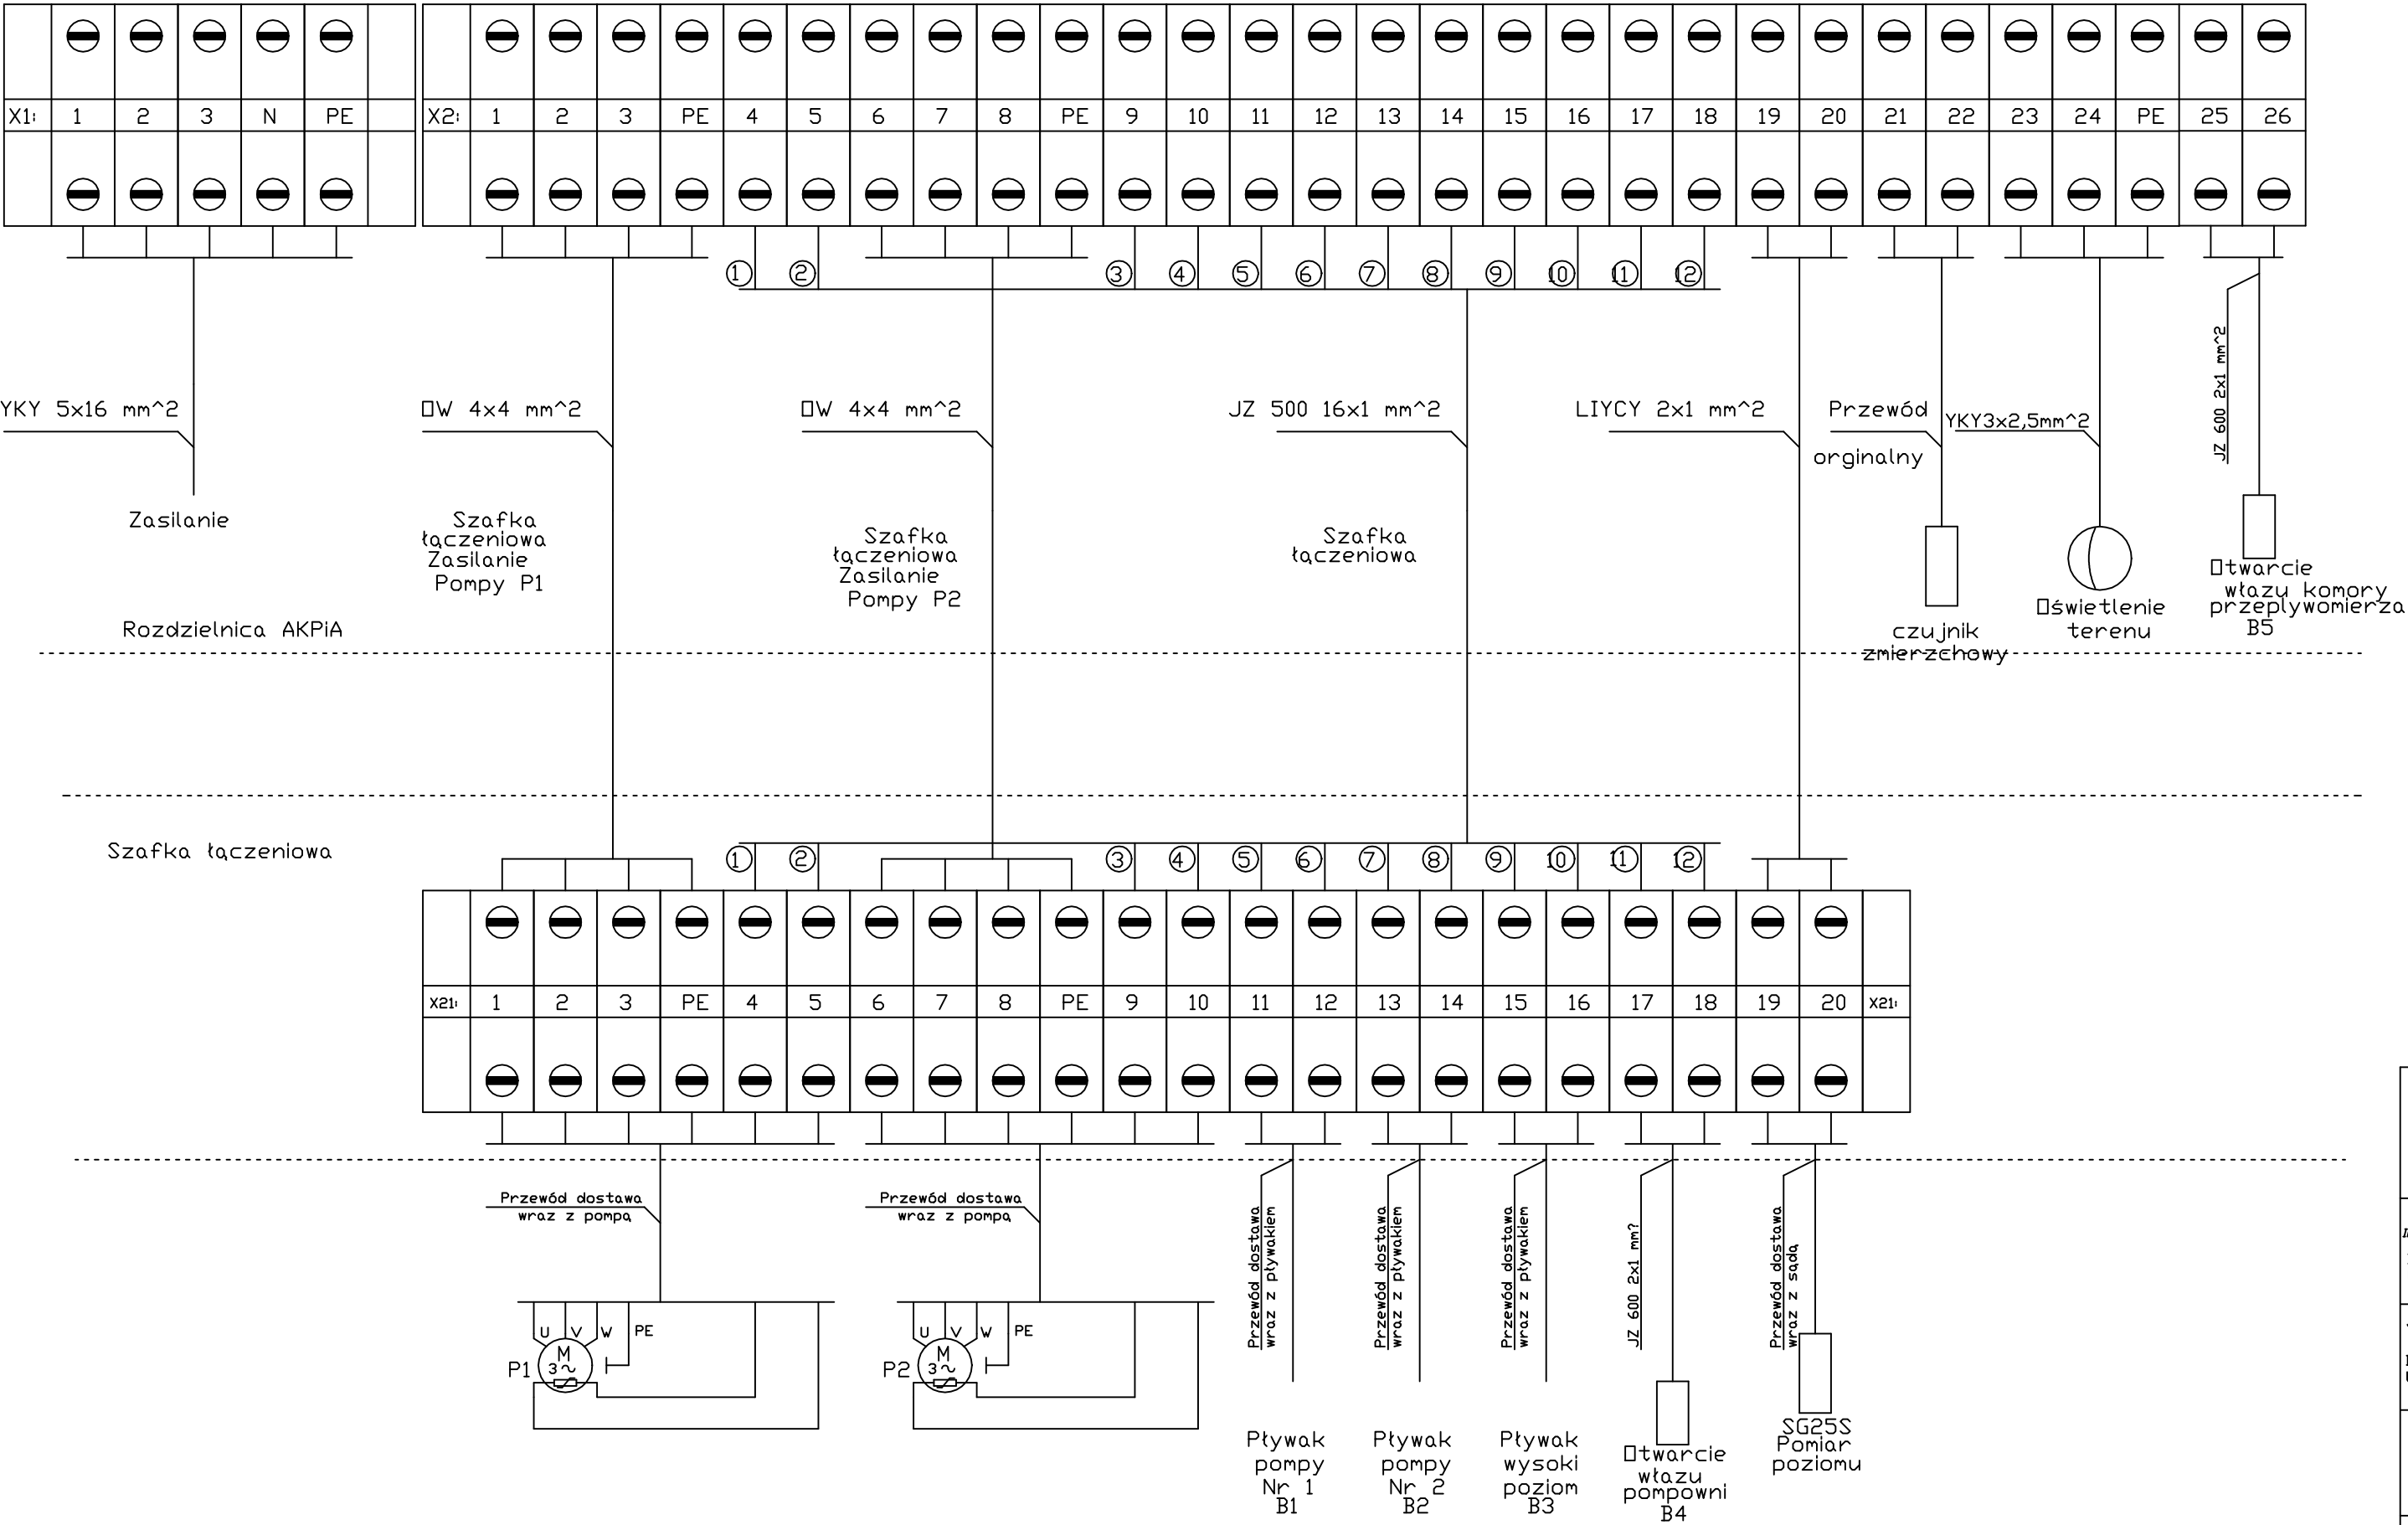 X1: 1 2 3 N PE
X2: 1 2 3 PE 4 5 6 7 8 PE 9 10 11 12 13 14 15 16 17 18 19 20 21 22 23 24 PE 25 26
1 2 3 4 5 6 7 8 9 10 11 12
YKY 5x16 mm^2
OW 4x4 mm^2
OW 4x4 mm^2
JZ 500 16x1 mm^2
LIYCY 2x1 mm^2
Przewód
orginalny
YKY3x2,5mm^2
JZ 600 2x1 mm^2
Zasilanie
Szafka
łączeniowa
Zasilanie
Pompy P1
Szafka
łączeniowa
Zasilanie
Pompy P2
Szafka
łączeniowa
czujnik
zmierzchowy
Oświetlenie
terenu
Otwarcie
włazu komory
przeplywomierza
B5
Rozdzielnica AKPiA
Szafka łączeniowa
1 2 3 4 5 6 7 8 9 10 11 12
X21: 1 2 3 PE 4 5 6 7 8 PE 9 10 11 12 13 14 15 16 17 18 19 20 X21:
Przewód dostawa
wraz z pompą
Przewód dostawa
wraz z pompą
Przewód dostawa
wraz z pływakiem
Przewód dostawa
wraz z pływakiem
Przewód dostawa
wraz z pływakiem
JZ 600 2x1 mm?
Przewód dostawa
wraz z sądą
U V W PE
M
3~
P1
U V W PE
M
3~
P2
Pływak
pompy
Nr 1
B1
Pływak
pompy
Nr 2
B2
Pływak
wysoki
poziom
B3
Otwarcie
włazu
pompowni
B4
SG25S
Pomiar
poziomu